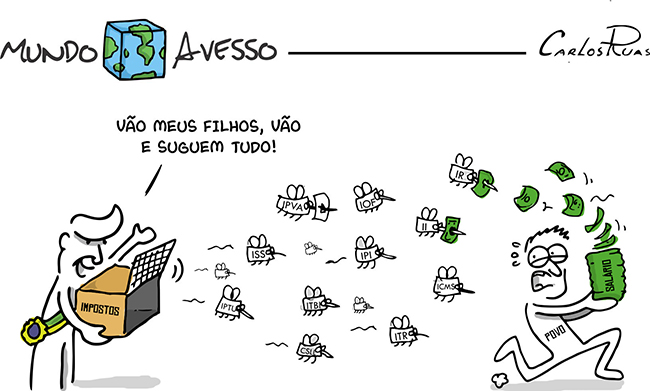 MUNDO AVESSO
CARLOS RUAS
VÃO MEUS FILHOS, VÃO
E SUGUEM TUDO!
IMPOSTOS
IPVA
IOF
IR
ISS
IPI
II
IPTU
ITBI
ICMS
CSL
ITR
POVO
SALÁRIO